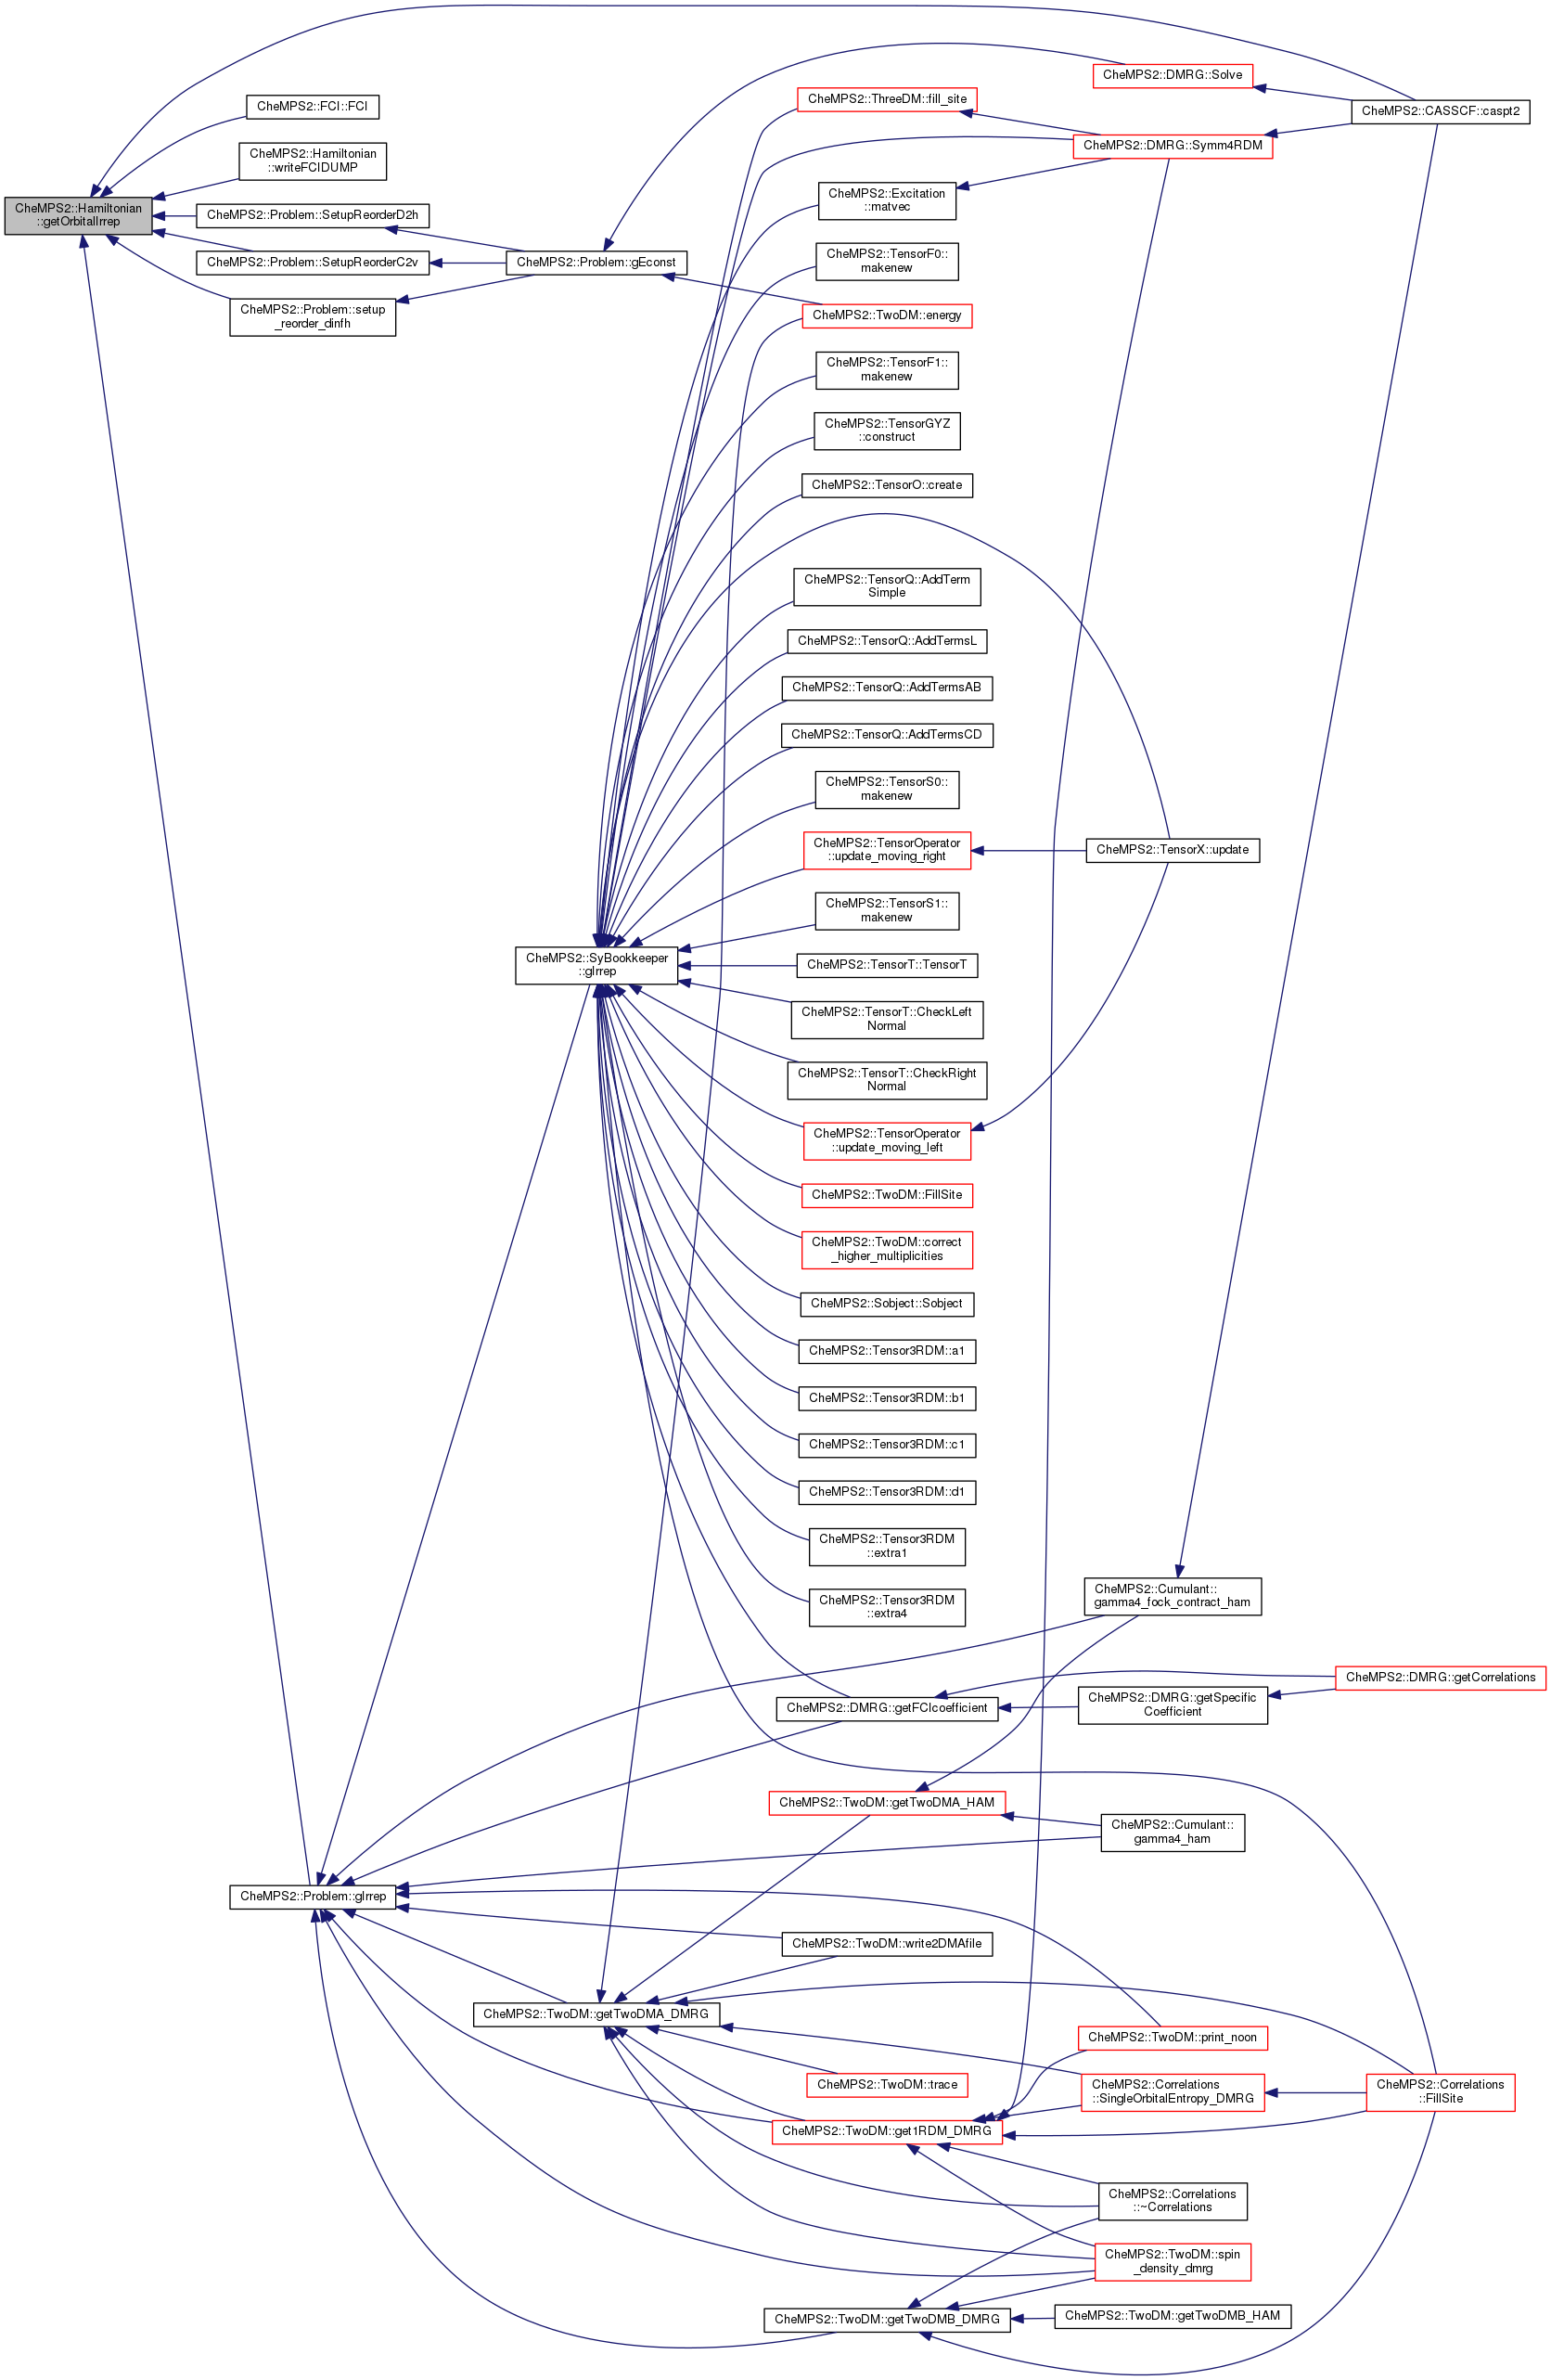 CheMPS2::Hamiltonian
::getOrbitalIrrep
CheMPS2::FCI::FCI
CheMPS2::Hamiltonian
::writeFCIDUMP
CheMPS2::Problem::SetupReorderD2h
CheMPS2::Problem::SetupReorderC2v
CheMPS2::Problem::setup
_reorder_dinfh
CheMPS2::Problem::gIrrep
CheMPS2::Problem::gEconst
CheMPS2::SyBookkeeper
::gIrrep
CheMPS2::TwoDM::getTwoDMA_DMRG
CheMPS2::ThreeDM::fill_site
CheMPS2::Excitation
::matvec
CheMPS2::TensorF0::
makenew
CheMPS2::TwoDM::energy
CheMPS2::TensorF1::
makenew
CheMPS2::TensorGYZ
::construct
CheMPS2::TensorO::create
CheMPS2::TensorQ::AddTerm
Simple
CheMPS2::TensorQ::AddTermsL
CheMPS2::TensorQ::AddTermsAB
CheMPS2::TensorQ::AddTermsCD
CheMPS2::TensorS0::
makenew
CheMPS2::TensorOperator
::update_moving_right
CheMPS2::TensorS1::
makenew
CheMPS2::TensorT::TensorT
CheMPS2::TensorT::CheckLeft
Normal
CheMPS2::TensorT::CheckRight
Normal
CheMPS2::TensorOperator
::update_moving_left
CheMPS2::TwoDM::FillSite
CheMPS2::TwoDM::correct
_higher_multiplicities
CheMPS2::Sobject::Sobject
CheMPS2::Tensor3RDM::a1
CheMPS2::Tensor3RDM::b1
CheMPS2::Tensor3RDM::c1
CheMPS2::Tensor3RDM::d1
CheMPS2::Tensor3RDM
::extra1
CheMPS2::Tensor3RDM
::extra4
CheMPS2::DMRG::getFCIcoefficient
CheMPS2::TwoDM::getTwoDMA_HAM
CheMPS2::TwoDM::write2DMAfile
CheMPS2::TwoDM::trace
CheMPS2::TwoDM::get1RDM_DMRG
CheMPS2::TwoDM::getTwoDMB_DMRG
CheMPS2::DMRG::Solve
CheMPS2::DMRG::Symm4RDM
CheMPS2::TensorX::update
CheMPS2::Cumulant::
gamma4_fock_contract_ham
CheMPS2::DMRG::getSpecific
Coefficient
CheMPS2::Cumulant::
gamma4_ham
CheMPS2::TwoDM::print_noon
CheMPS2::Correlations
::SingleOrbitalEntropy_DMRG
CheMPS2::Correlations
::~Correlations
CheMPS2::TwoDM::spin
_density_dmrg
CheMPS2::TwoDM::getTwoDMB_HAM
CheMPS2::CASSCF::caspt2
CheMPS2::DMRG::getCorrelations
CheMPS2::Correlations
::FillSite